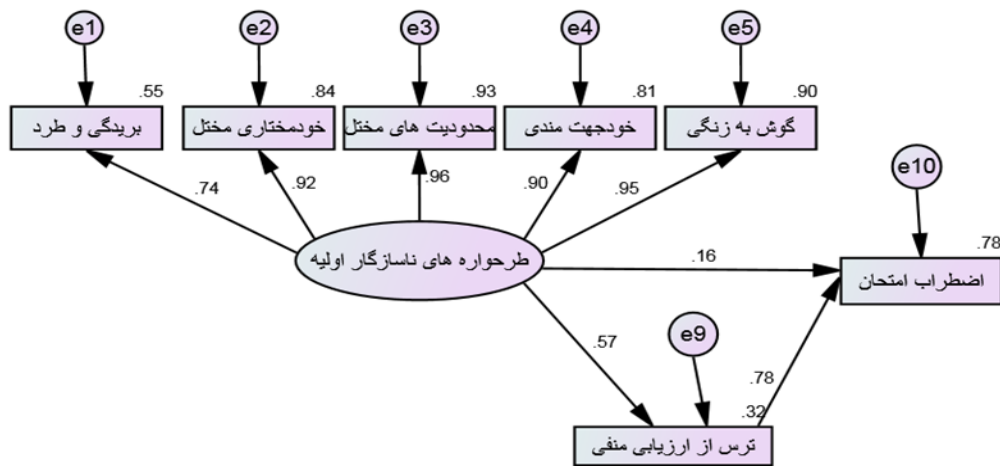 e1
e2
e3
e4
e5
.55
.84
.93
.81
.90
بریدگی و طرد
خودمختاری مختل
محدودیت های مختل
خودجهت مندی
گوش به زنگی
e10
.74
.92
.96
.90
.95
.78
طرحواره های ناسازگار اولیه
.16
اضطراب امتحان
e9
.57
.78
.32
ترس از ارزیابی منفی